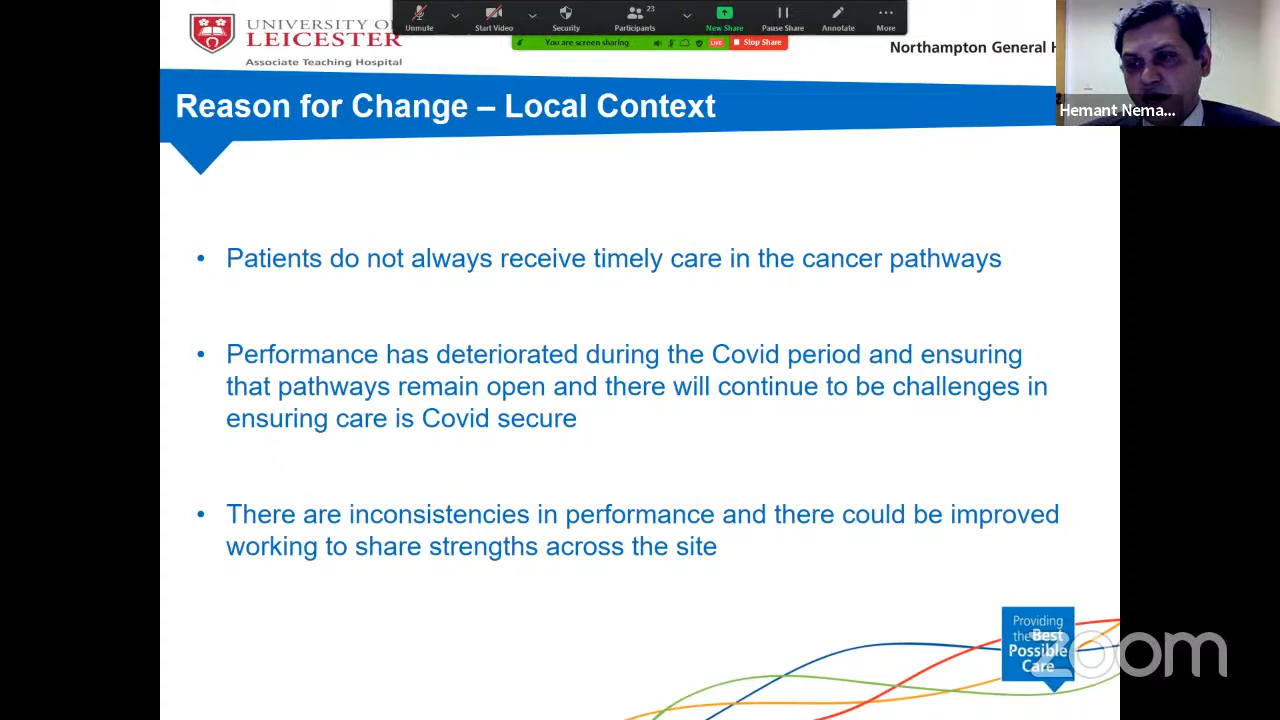 UNIVERSITY OF
LEICESTER
Associate Teaching Hospital
Unmute
Start Video
Security
23
Participants
New Share
Pause Share
Annotate
More
You are screen sharing
LIVE
Stop Share
Northampton General H
Hemant Nema...
Reason for Change – Local Context
• Patients do not always receive timely care in the cancer pathways
• Performance has deteriorated during the Covid period and ensuring
that pathways remain open and there will continue to be challenges in
ensuring care is Covid secure
• There are inconsistencies in performance and there could be improved
working to share strengths across the site
Providing
the Best
Possible
Care
zoom